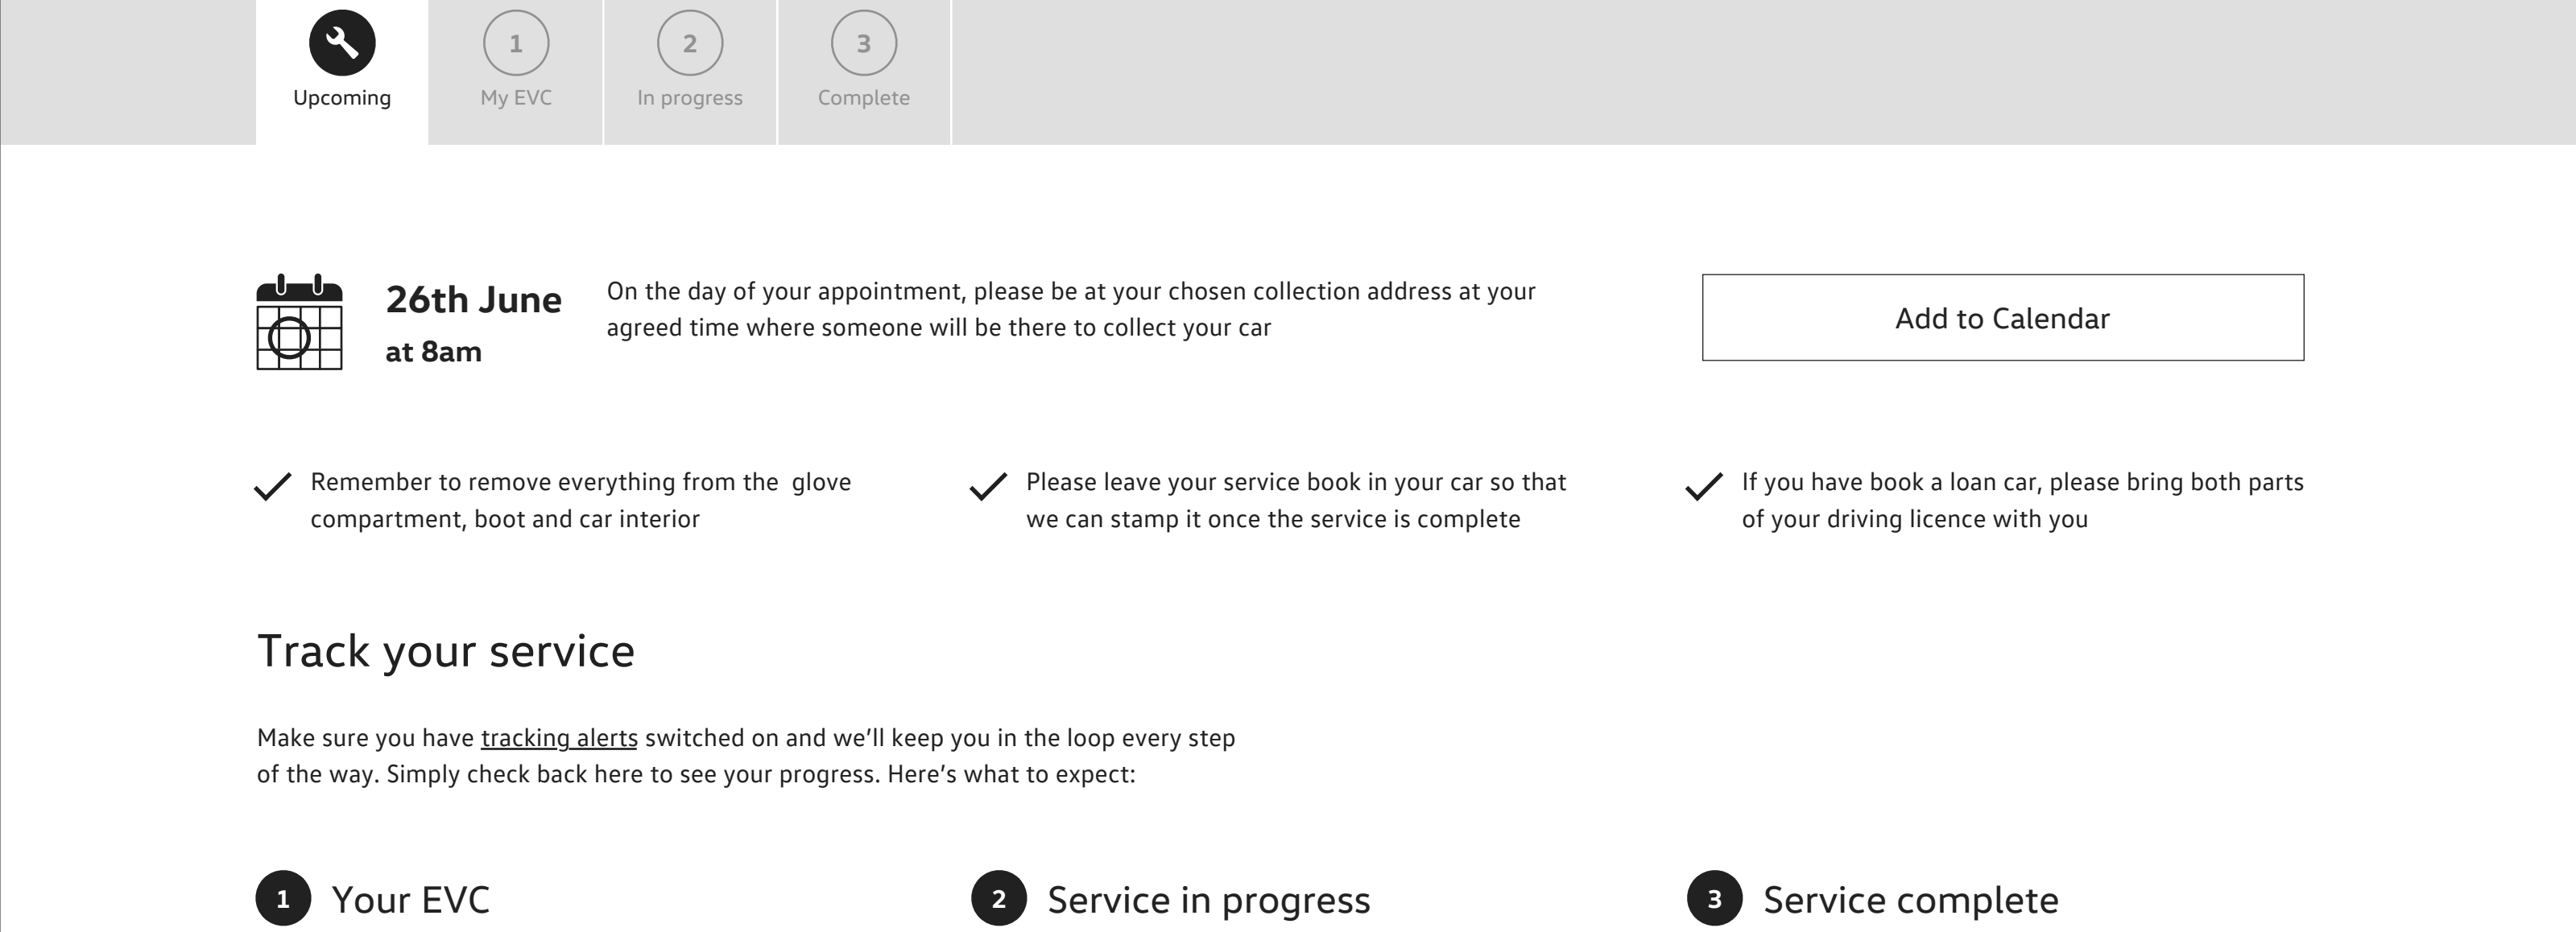 Upcoming
1
My EVC
2
In progress
3
Complete
26th June
at 8am
On the day of your appointment, please be at your chosen collection address at your
agreed time where someone will be there to collect your car
Add to Calendar
Remember to remove everything from the  glove
compartment, boot and car interior
Please leave your service book in your car so that
we can stamp it once the service is complete
If you have book a loan car, please bring both parts
of your driving licence with you
Track your service
Make sure you have tracking alerts switched on and we’ll keep you in the loop every step
of the way. Simply check back here to see your progress. Here’s what to expect:
1 Your EVC
2 Service in progress
3 Service complete